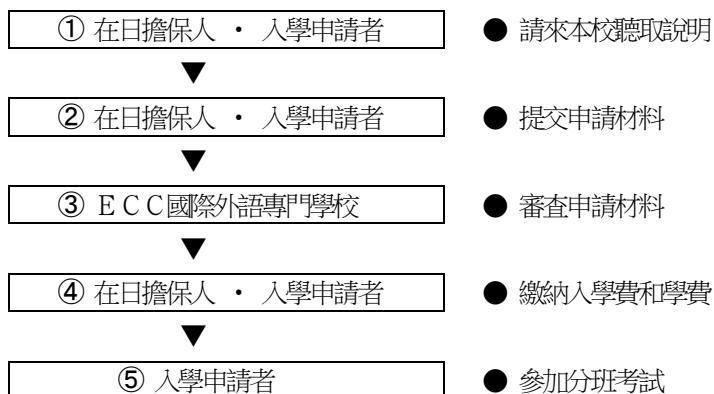 ① 在日擔保人 ・ 入學申請者 ● 請來本校聽取說明
▼
② 在日擔保人 ・ 入學申請者 ● 提交申請材料
▼
③ ＥＣＣ國際外語專門學校 ● 審査申請材料
▼
④ 在日擔保人 ・ 入學申請者 ● 繳納入學費和學費
▼
⑤ 入學申請者 ● 參加分班考試